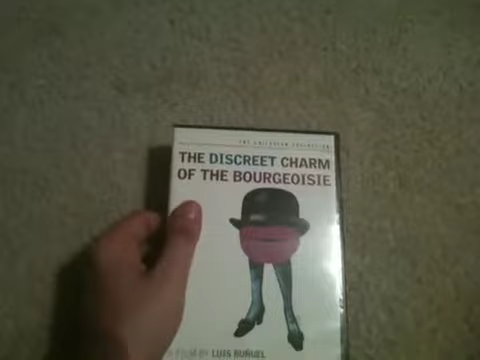 THE CRITERION COLLECTION
THE DISCREET CHARM
OF THE BOURGEOISIE
A FILM BY LUIS BUÑUEL